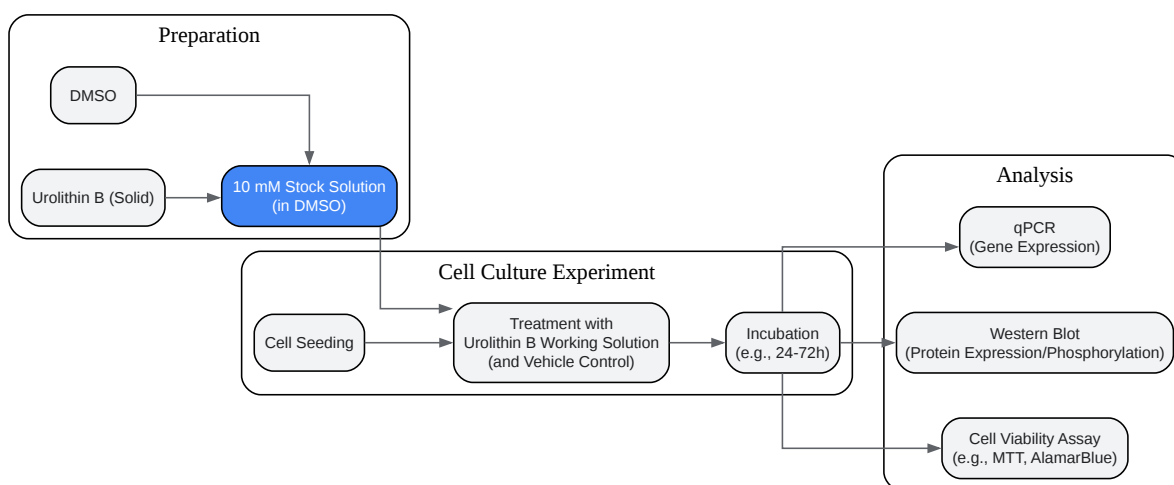 Preparation
DMSO
Urolithin B (Solid)
10 mM Stock Solution
(in DMSO)
Cell Culture Experiment
Cell Seeding
Treatment with
Urolithin B Working Solution
(and Vehicle Control)
Incubation
(e.g., 24-72h)
Analysis
qPCR
(Gene Expression)
Western Blot
(Protein Expression/Phosphorylation)
Cell Viability Assay
(e.g., MTT, AlamarBlue)